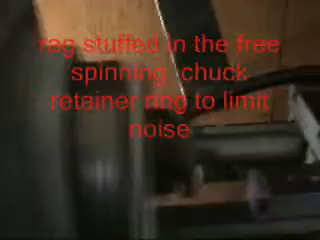 rag stuffed in the free
spinning chuck
retainer ring to limit
noise